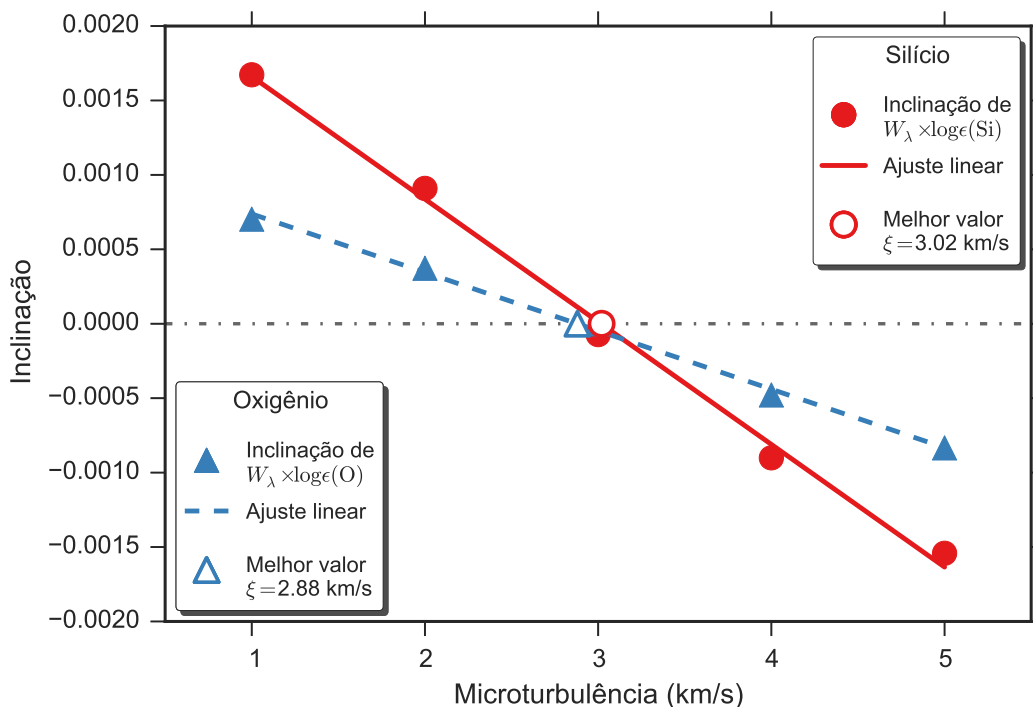 0.0020
0.0015
0.0010
0.0005
0.0000
−0.0005
−0.0010
−0.0015
−0.0020
Inclinação
1 2 3 4 5
Microturbulência (km/s)
Silício
Inclinação de
W_λ × logϵ(Si)
Ajuste linear
Melhor valor
ξ = 3.02 km/s
Oxigênio
Inclinação de
W_λ × logϵ(O)
Ajuste linear
Melhor valor
ξ = 2.88 km/s